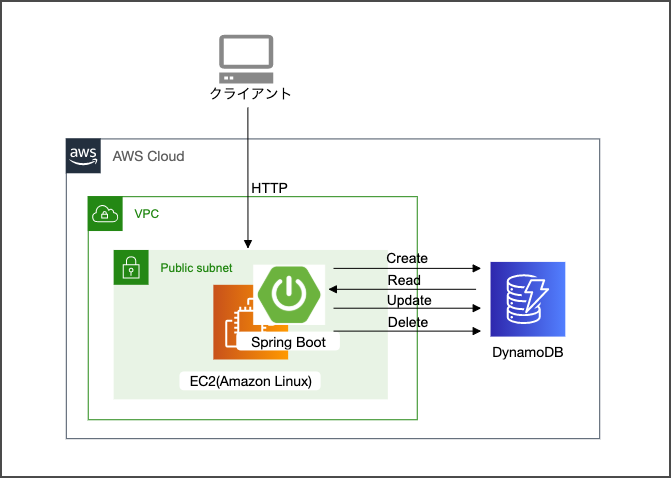 クライアント
aws
AWS Cloud
HTTP
VPC
Public subnet
Create
Read
Update
Delete
Spring Boot
DynamoDB
EC2(Amazon Linux)